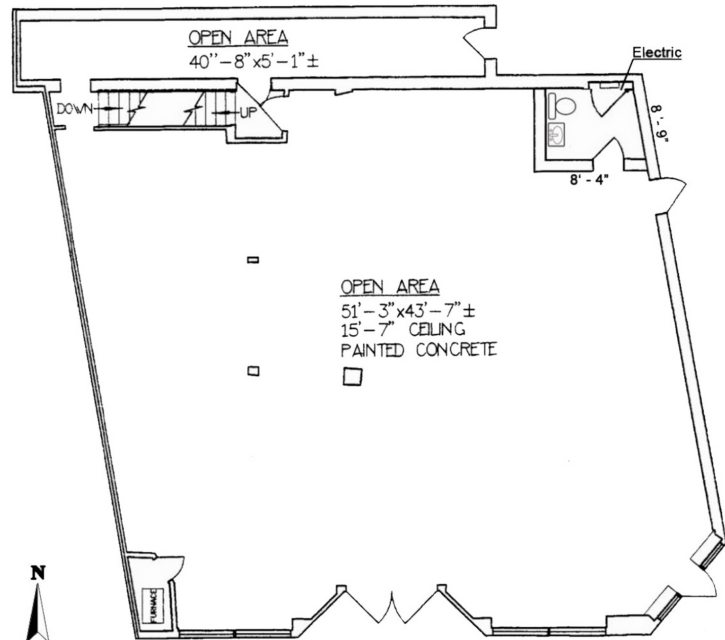 OPEN AREA
40''-8"x5'-1"±
Electric
DOWN
UP
8'-9"
8'-4"
OPEN AREA
51'-3"x43'-7"±
15'-7" CEILING
PAINTED CONCRETE
N
FURNACE